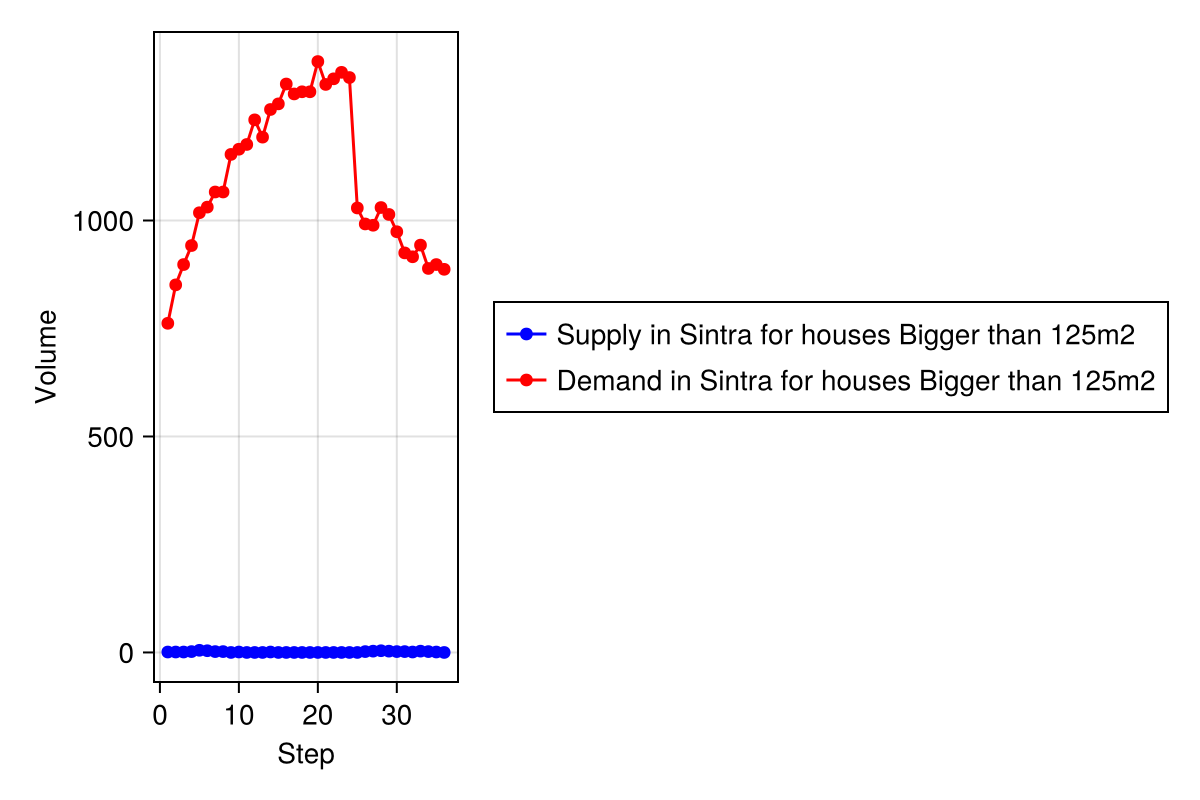 1000
500
0
Volume
0 10 20 30
Step
Supply in Sintra for houses Bigger than 125m2
Demand in Sintra for houses Bigger than 125m2